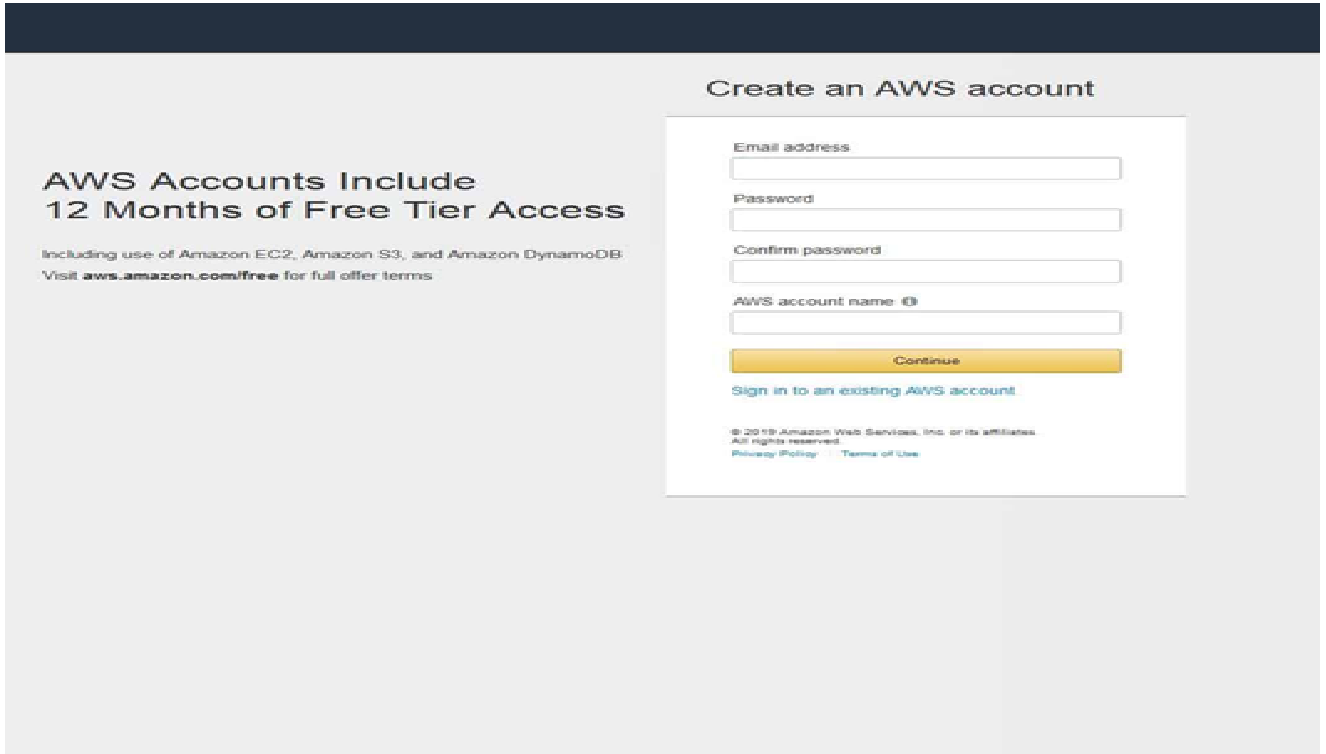 Create an AWS account
AWS Accounts Include
12 Months of Free Tier Access
Including use of Amazon EC2, Amazon S3, and Amazon DynamoDB
Visit aws.amazon.com/free for full offer terms
Email address
Password
Confirm password
AWS account name
Continue
Sign in to an existing AWS account
© 2019 Amazon Web Services, Inc. or its affiliates.
All rights reserved.
Privacy Policy Terms of Use